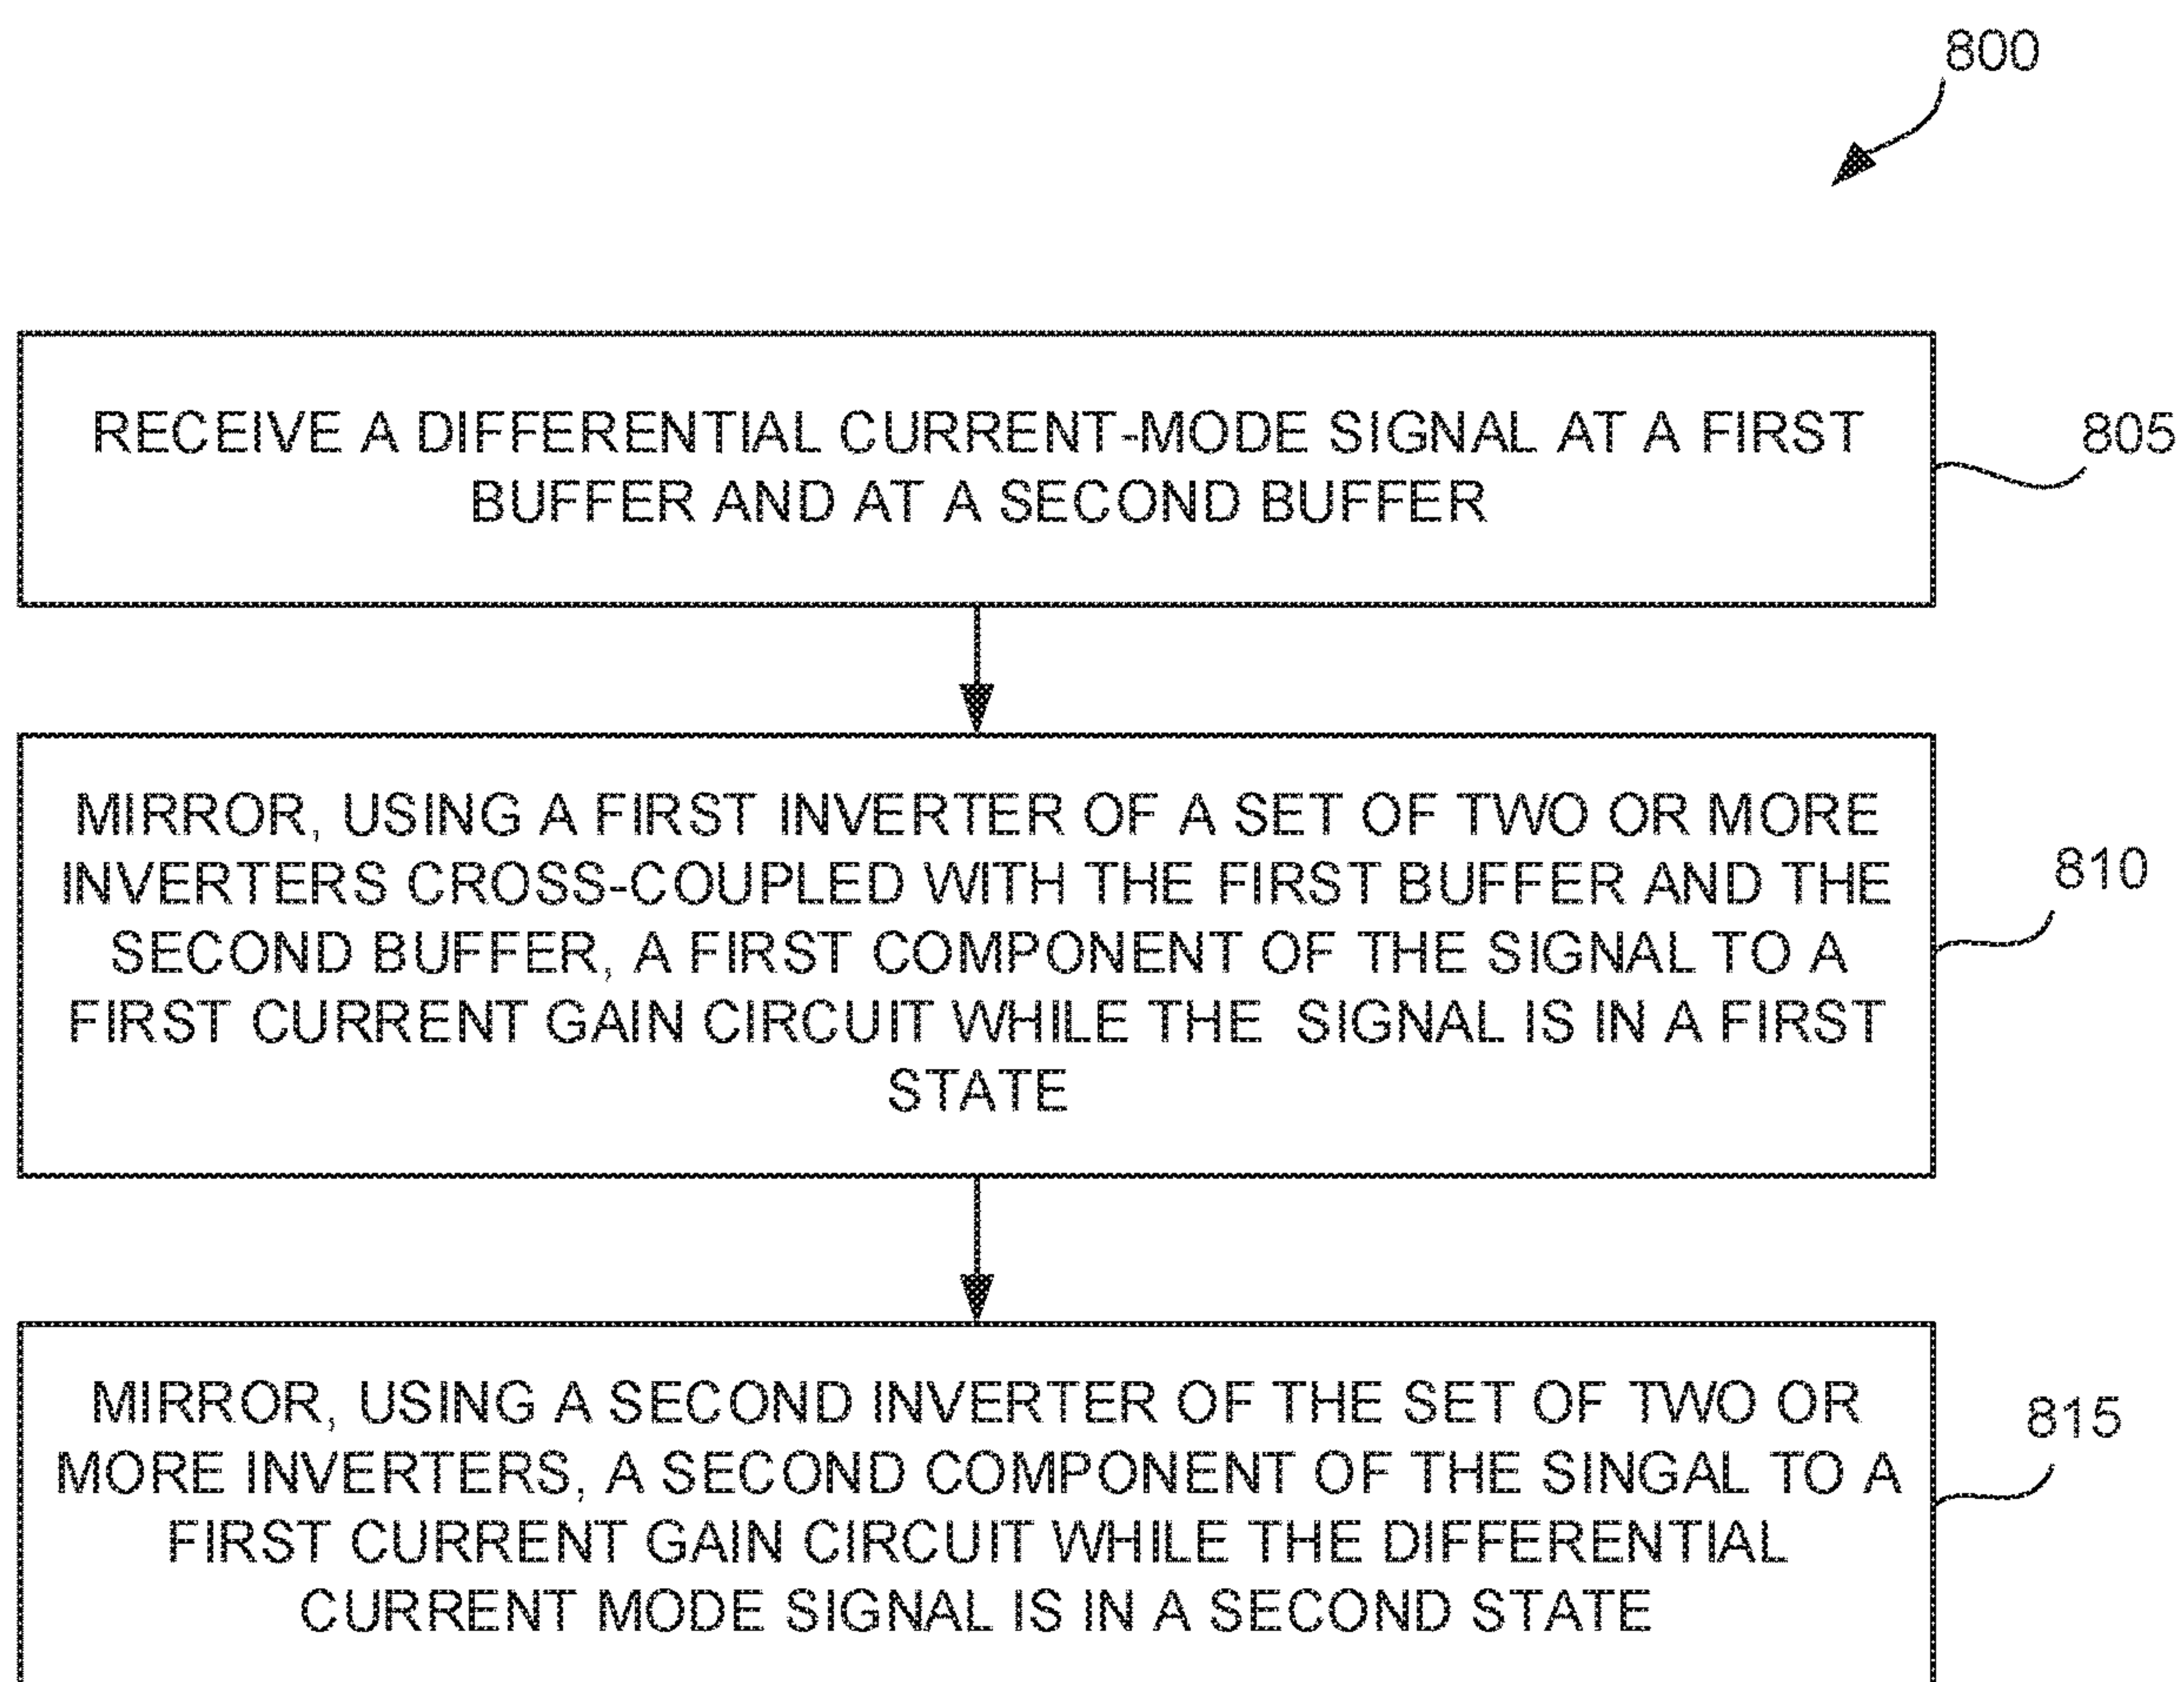 800
RECEIVE A DIFFERENTIAL CURRENT-MODE SIGNAL AT A FIRST
BUFFER AND AT A SECOND BUFFER
805
MIRROR, USING A FIRST INVERTER OF A SET OF TWO OR MORE
INVERTERS CROSS-COUPLED WITH THE FIRST BUFFER AND THE
SECOND BUFFER, A FIRST COMPONENT OF THE SIGNAL TO A
FIRST CURRENT GAIN CIRCUIT WHILE THE SIGNAL IS IN A FIRST
STATE
810
MIRROR, USING A SECOND INVERTER OF THE SET OF TWO OR
MORE INVERTERS, A SECOND COMPONENT OF THE SINGAL TO A
FIRST CURRENT GAIN CIRCUIT WHILE THE DIFFERENTIAL
CURRENT MODE SIGNAL IS IN A SECOND STATE
815